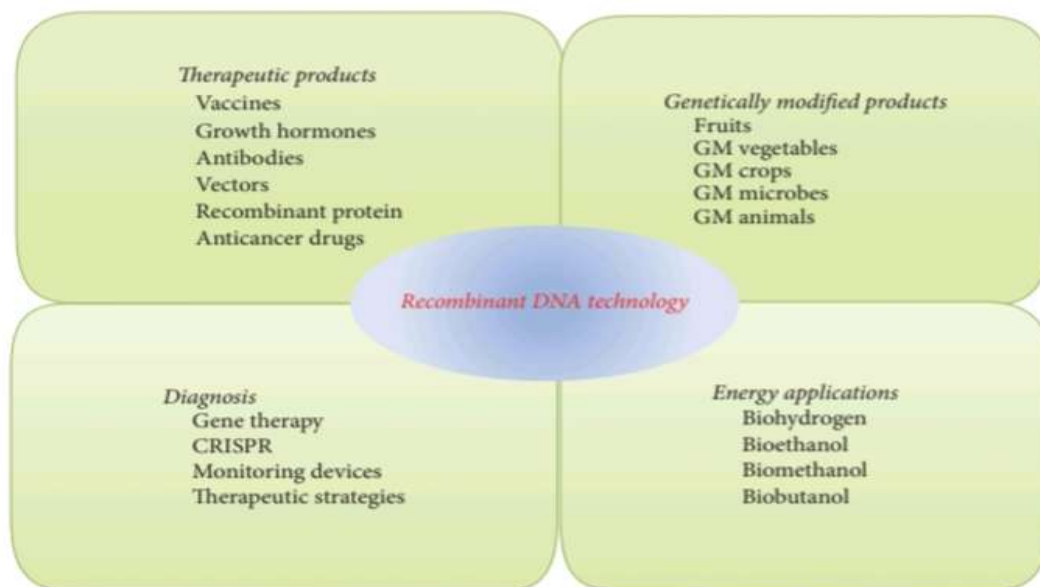 Therapeutic products
Vaccines
Growth hormones
Antibodies
Vectors
Recombinant protein
Anticancer drugs
Genetically modified products
Fruits
GM vegetables
GM crops
GM microbes
GM animals
Recombinant DNA technology
Diagnosis
Gene therapy
CRISPR
Monitoring devices
Therapeutic strategies
Energy applications
Biohydrogen
Bioethanol
Biomethanol
Biobutanol